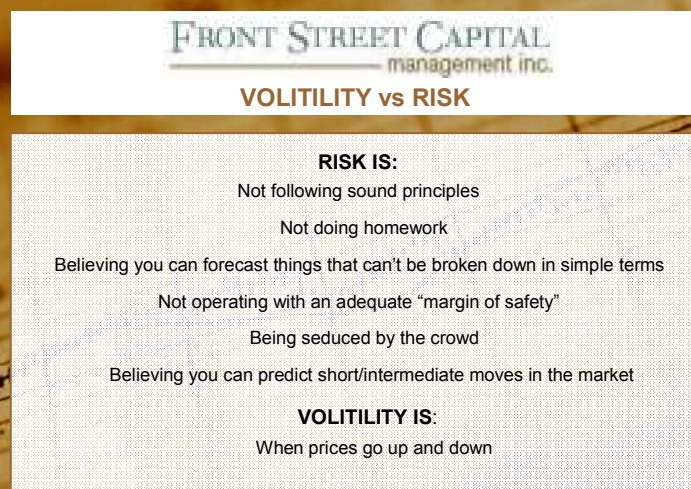 FRONT STREET CAPITAL
management inc.
VOLITILITY vs RISK
RISK IS:
Not following sound principles
Not doing homework
Believing you can forecast things that can’t be broken down in simple terms
Not operating with an adequate “margin of safety”
Being seduced by the crowd
Believing you can predict short/intermediate moves in the market
VOLITILITY IS:
When prices go up and down